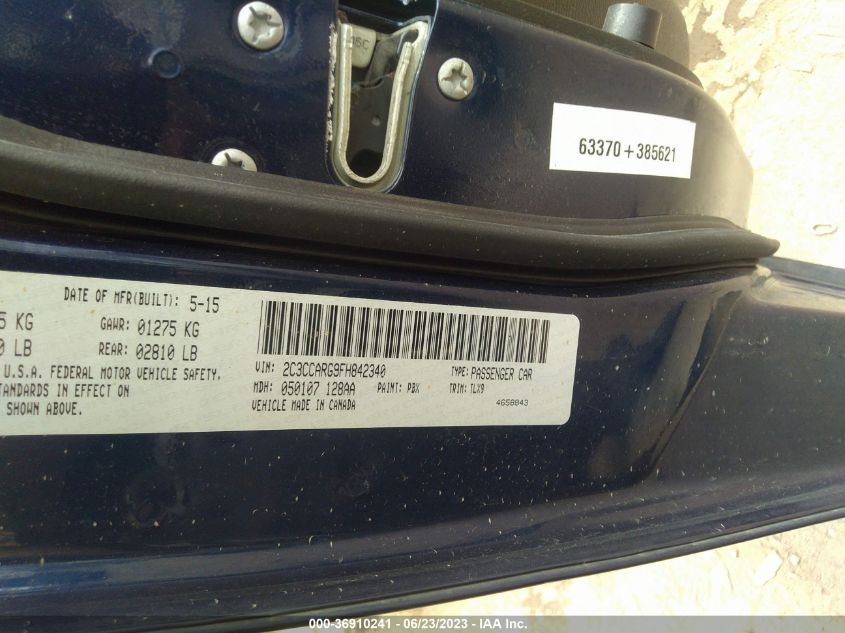 63370+385621
DATE OF MFR(BUILT): 5-15
5 KG GAWR: 01275 KG
0 LB REAR: 02810 LB
U.S.A. FEDERAL MOTOR VEHICLE SAFETY.
STANDARDS IN EFFECT ON
SHOWN ABOVE.
VIN: 2C3CCARG9FH842340 TYPE: PASSENGER CAR
MDH: 050107 128AA PAINT: PBX TRIM: TLX9
VEHICLE MADE IN CANADA 4658843
000-36910241 - 06/23/2023 - IAA Inc.